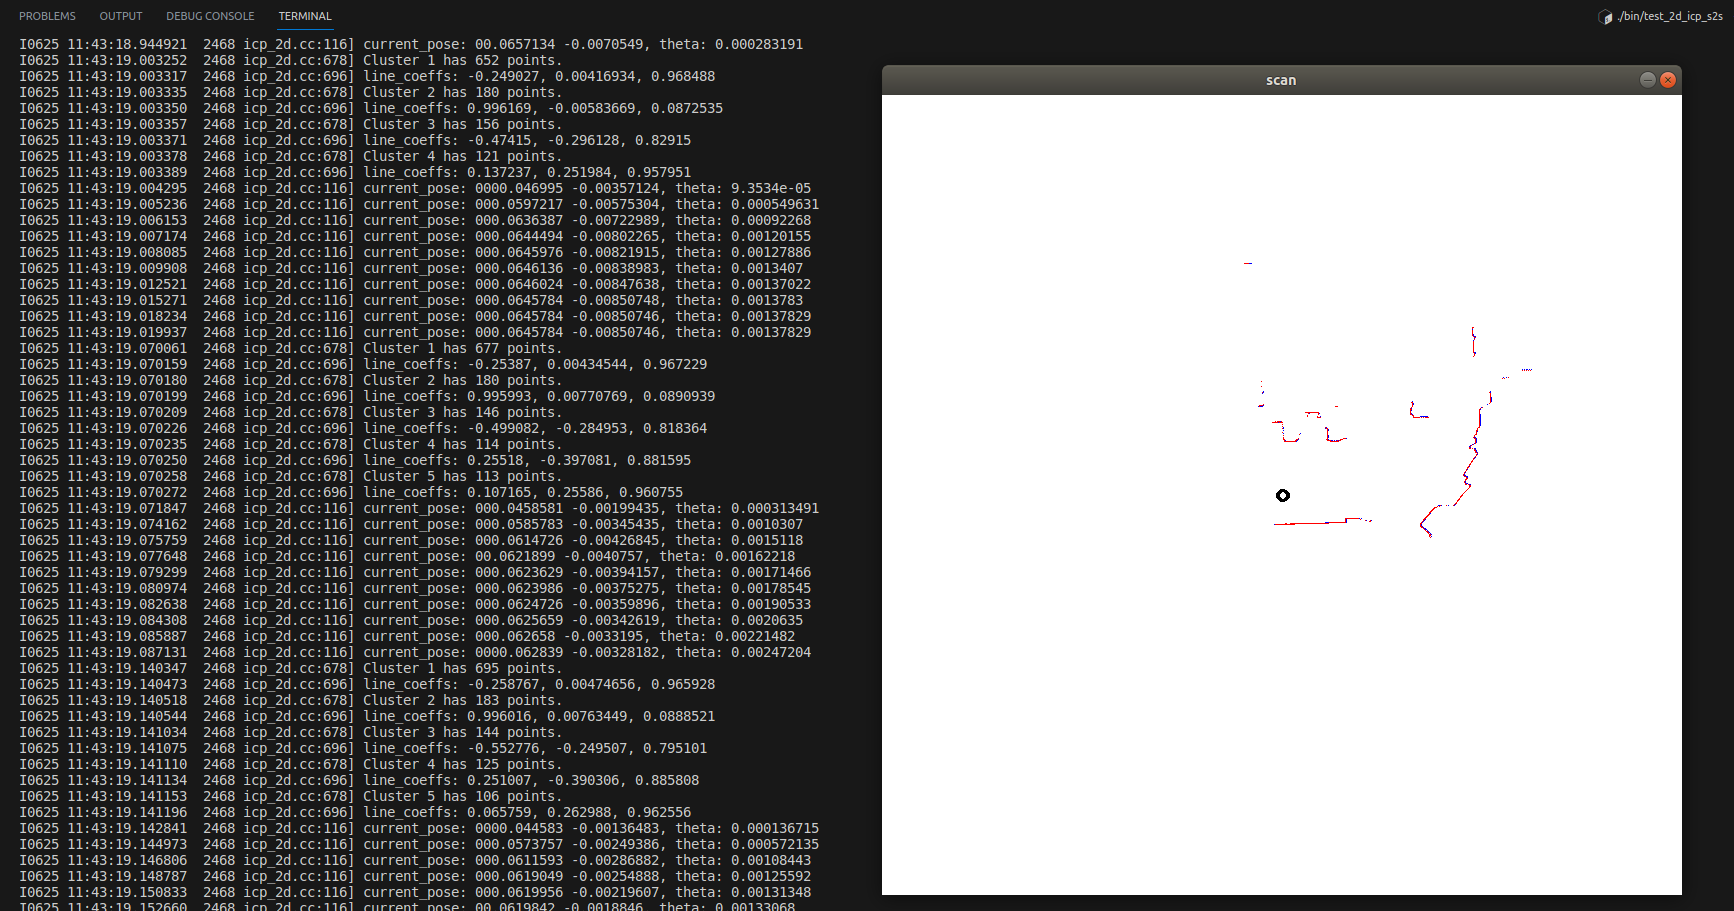 PROBLEMS OUTPUT DEBUG CONSOLE TERMINAL
./bin/test_2d_icp_s2s
I0625 11:43:18.944921  2468 icp_2d.cc:116] current_pose: 00.0657134 -0.0070549, theta: 0.000283191
I0625 11:43:19.003252  2468 icp_2d.cc:678] Cluster 1 has 652 points.
I0625 11:43:19.003317  2468 icp_2d.cc:696] line_coeffs: -0.249027, 0.00416934, 0.968488
I0625 11:43:19.003335  2468 icp_2d.cc:678] Cluster 2 has 180 points.
I0625 11:43:19.003350  2468 icp_2d.cc:696] line_coeffs: 0.996169, -0.00583669, 0.0872535
I0625 11:43:19.003357  2468 icp_2d.cc:678] Cluster 3 has 156 points.
I0625 11:43:19.003371  2468 icp_2d.cc:696] line_coeffs: -0.47415, -0.296128, 0.82915
I0625 11:43:19.003378  2468 icp_2d.cc:678] Cluster 4 has 121 points.
I0625 11:43:19.003389  2468 icp_2d.cc:696] line_coeffs: 0.137237, 0.251984, 0.957951
I0625 11:43:19.004295  2468 icp_2d.cc:116] current_pose: 0000.046995 -0.00357124, theta: 9.3534e-05
I0625 11:43:19.005236  2468 icp_2d.cc:116] current_pose: 000.0597217 -0.00575304, theta: 0.000549631
I0625 11:43:19.006153  2468 icp_2d.cc:116] current_pose: 000.0636387 -0.00722989, theta: 0.00092268
I0625 11:43:19.007174  2468 icp_2d.cc:116] current_pose: 000.0644494 -0.00802265, theta: 0.00120155
I0625 11:43:19.008085  2468 icp_2d.cc:116] current_pose: 000.0645976 -0.00821915, theta: 0.00127886
I0625 11:43:19.009908  2468 icp_2d.cc:116] current_pose: 000.0646136 -0.00838983, theta: 0.0013407
I0625 11:43:19.012521  2468 icp_2d.cc:116] current_pose: 000.0646024 -0.00847638, theta: 0.00137022
I0625 11:43:19.015271  2468 icp_2d.cc:116] current_pose: 000.0645784 -0.00850748, theta: 0.0013783
I0625 11:43:19.018234  2468 icp_2d.cc:116] current_pose: 000.0645784 -0.00850746, theta: 0.00137829
I0625 11:43:19.019937  2468 icp_2d.cc:116] current_pose: 000.0645784 -0.00850746, theta: 0.00137829
I0625 11:43:19.070061  2468 icp_2d.cc:678] Cluster 1 has 677 points.
I0625 11:43:19.070159  2468 icp_2d.cc:696] line_coeffs: -0.25387, 0.00434544, 0.967229
I0625 11:43:19.070180  2468 icp_2d.cc:678] Cluster 2 has 180 points.
I0625 11:43:19.070199  2468 icp_2d.cc:696] line_coeffs: 0.995993, 0.00770769, 0.0890939
I0625 11:43:19.070209  2468 icp_2d.cc:678] Cluster 3 has 146 points.
I0625 11:43:19.070226  2468 icp_2d.cc:696] line_coeffs: -0.499082, -0.284953, 0.818364
I0625 11:43:19.070235  2468 icp_2d.cc:678] Cluster 4 has 114 points.
I0625 11:43:19.070250  2468 icp_2d.cc:696] line_coeffs: 0.25518, -0.397081, 0.881595
I0625 11:43:19.070258  2468 icp_2d.cc:678] Cluster 5 has 113 points.
I0625 11:43:19.070272  2468 icp_2d.cc:696] line_coeffs: 0.107165, 0.25586, 0.960755
I0625 11:43:19.071847  2468 icp_2d.cc:116] current_pose: 000.0458581 -0.00199435, theta: 0.000313491
I0625 11:43:19.074162  2468 icp_2d.cc:116] current_pose: 000.0585783 -0.00345435, theta: 0.0010307
I0625 11:43:19.075759  2468 icp_2d.cc:116] current_pose: 000.0614726 -0.00426845, theta: 0.0015118
I0625 11:43:19.077648  2468 icp_2d.cc:116] current_pose: 00.0621899 -0.0040757, theta: 0.00162218
I0625 11:43:19.079299  2468 icp_2d.cc:116] current_pose: 000.0623629 -0.00394157, theta: 0.00171466
I0625 11:43:19.080974  2468 icp_2d.cc:116] current_pose: 000.0623986 -0.00375275, theta: 0.00178545
I0625 11:43:19.082638  2468 icp_2d.cc:116] current_pose: 000.0624726 -0.00359896, theta: 0.00190533
I0625 11:43:19.084308  2468 icp_2d.cc:116] current_pose: 000.0625659 -0.00342619, theta: 0.0020635
I0625 11:43:19.085887  2468 icp_2d.cc:116] current_pose: 000.062658 -0.0033195, theta: 0.00221482
I0625 11:43:19.087131  2468 icp_2d.cc:116] current_pose: 0000.062839 -0.00328182, theta: 0.00247204
I0625 11:43:19.140347  2468 icp_2d.cc:678] Cluster 1 has 695 points.
I0625 11:43:19.140473  2468 icp_2d.cc:696] line_coeffs: -0.258767, 0.00474656, 0.965928
I0625 11:43:19.140518  2468 icp_2d.cc:678] Cluster 2 has 183 points.
I0625 11:43:19.140544  2468 icp_2d.cc:696] line_coeffs: 0.996016, 0.00763449, 0.0888521
I0625 11:43:19.141034  2468 icp_2d.cc:678] Cluster 3 has 144 points.
I0625 11:43:19.141075  2468 icp_2d.cc:696] line_coeffs: -0.552776, -0.249507, 0.795101
I0625 11:43:19.141110  2468 icp_2d.cc:678] Cluster 4 has 125 points.
I0625 11:43:19.141134  2468 icp_2d.cc:696] line_coeffs: 0.251007, -0.390306, 0.885808
I0625 11:43:19.141153  2468 icp_2d.cc:678] Cluster 5 has 106 points.
I0625 11:43:19.141196  2468 icp_2d.cc:696] line_coeffs: 0.065759, 0.262988, 0.962556
I0625 11:43:19.142841  2468 icp_2d.cc:116] current_pose: 0000.044583 -0.00136483, theta: 0.000136715
I0625 11:43:19.144973  2468 icp_2d.cc:116] current_pose: 000.0573757 -0.00249386, theta: 0.000572135
I0625 11:43:19.146806  2468 icp_2d.cc:116] current_pose: 000.0611593 -0.00286882, theta: 0.00108443
I0625 11:43:19.148787  2468 icp_2d.cc:116] current_pose: 000.0619049 -0.00254888, theta: 0.00125592
I0625 11:43:19.150833  2468 icp_2d.cc:116] current_pose: 000.0619956 -0.00219607, theta: 0.00131348
I0625 11:43:19.152660  2468 icp_2d.cc:116] current_pose: 00.0619842 -0.0018846, theta: 0.00133068
scan